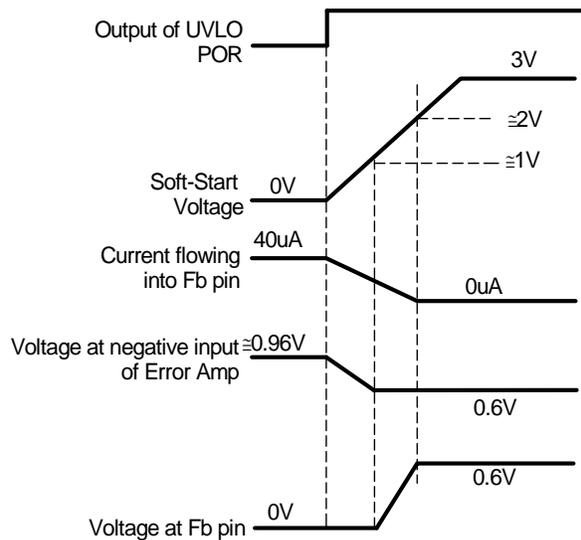 Output of UVLO
POR
3V
≅2V
≅1V
Soft-Start
Voltage
0V
Current flowing
into Fb pin
40uA
0uA
Voltage at negative input
of Error Amp
≅0.96V
0.6V
Voltage at Fb pin
0V
0.6V